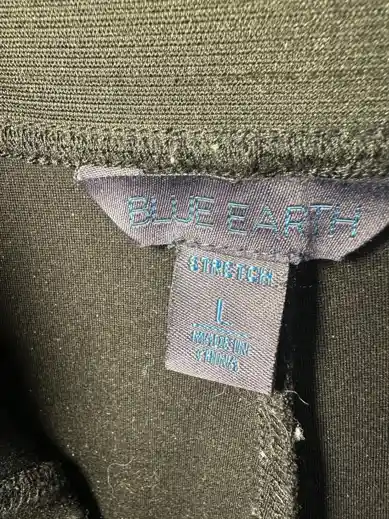 BLUE EARTH
STRETCH
L
MADE IN
CHINA